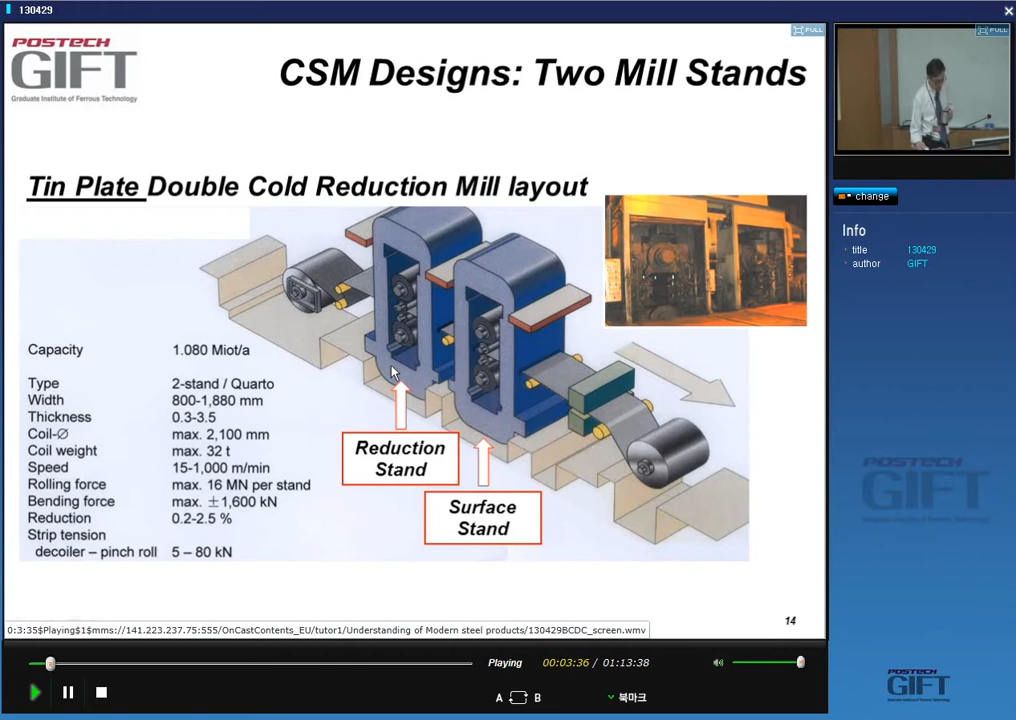 130429
POSTECH
GIFT
Graduate Institute of Ferrous Technology
CSM Designs: Two Mill Stands
FULL
FULL
Tin Plate Double Cold Reduction Mill layout
change
Info
title 130429
author GIFT
Capacity 1.080 Miot/a
Type 2-stand / Quarto
Width 800-1,880 mm
Thickness 0.3-3.5
Coil-∅ max. 2,100 mm
Coil weight max. 32 t
Speed 15-1,000 m/min
Rolling force max. 16 MN per stand
Bending force max. ±1,600 kN
Reduction 0.2-2.5 %
Strip tension
decoiler – pinch roll 5 – 80 kN
Reduction
Stand
Surface
Stand
POSTECH
GIFT
14
0:3:35$Playing$1$mms://141.223.237.75:555/OnCastContents_EU/tutor1/Understanding of Modern steel products/130429BCDC_screen.wmv
Playing 00:03:36 / 01:13:38
A B 북마크
POSTECH
GIFT